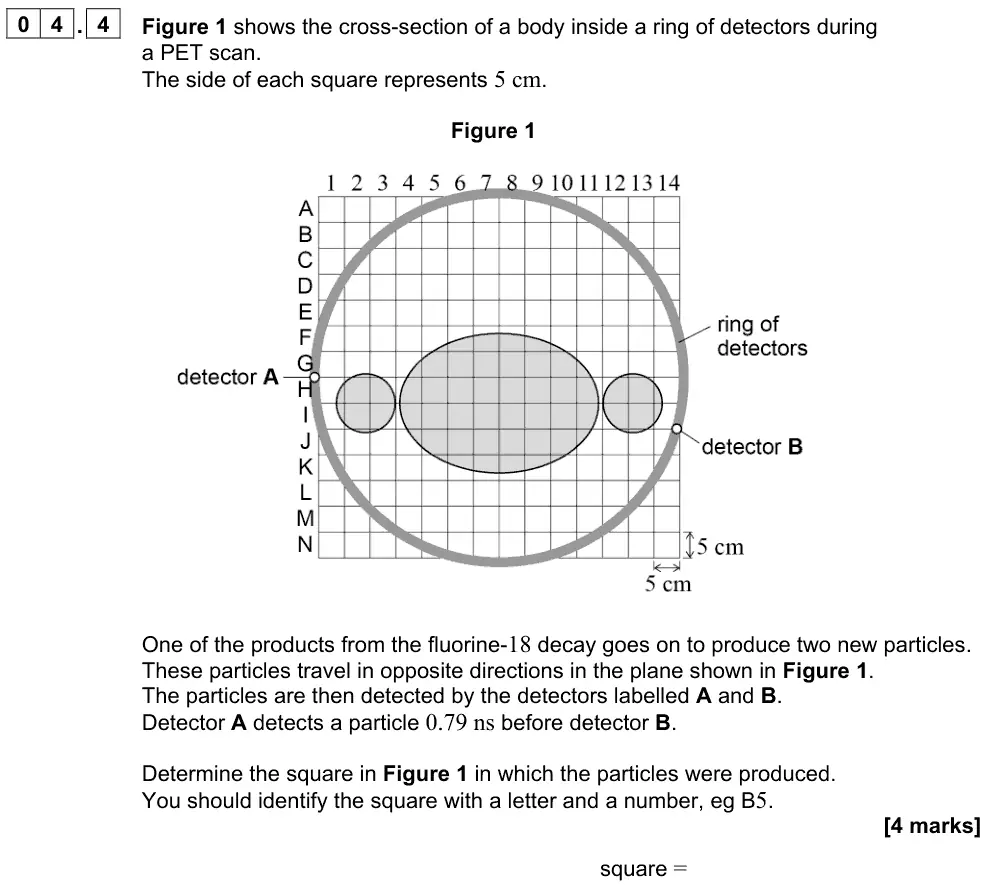 0 4 . 4 Figure 1 shows the cross-section of a body inside a ring of detectors during
a PET scan.
The side of each square represents 5 cm.
Figure 1
1 2 3 4 5 6 7 8 9 10 11 12 13 14
A
B
C
D
E
F
G
H
I
J
K
L
M
N
ring of
detectors
detector A
detector B
5 cm
5 cm
One of the products from the fluorine-18 decay goes on to produce two new particles.
These particles travel in opposite directions in the plane shown in Figure 1.
The particles are then detected by the detectors labelled A and B.
Detector A detects a particle 0.79 ns before detector B.
Determine the square in Figure 1 in which the particles were produced.
You should identify the square with a letter and a number, eg B5.
[4 marks]
square =